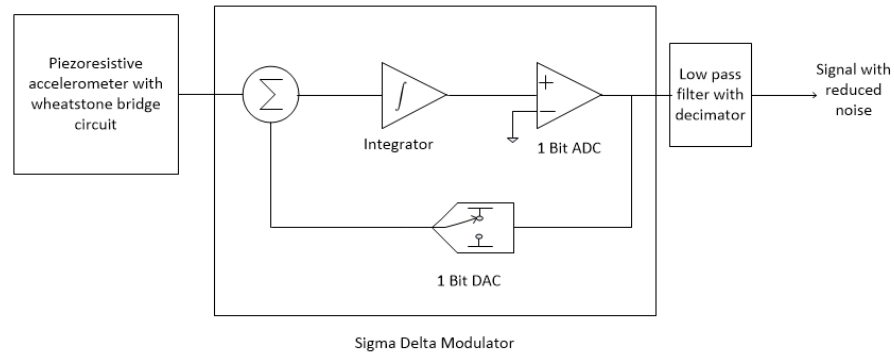 Piezoresistive
accelerometer with
wheatstone bridge
circuit
Σ
∫
Integrator
+
−
1 Bit ADC
1 Bit DAC
Low pass
filter with
decimator
Signal with
reduced
noise
Sigma Delta Modulator